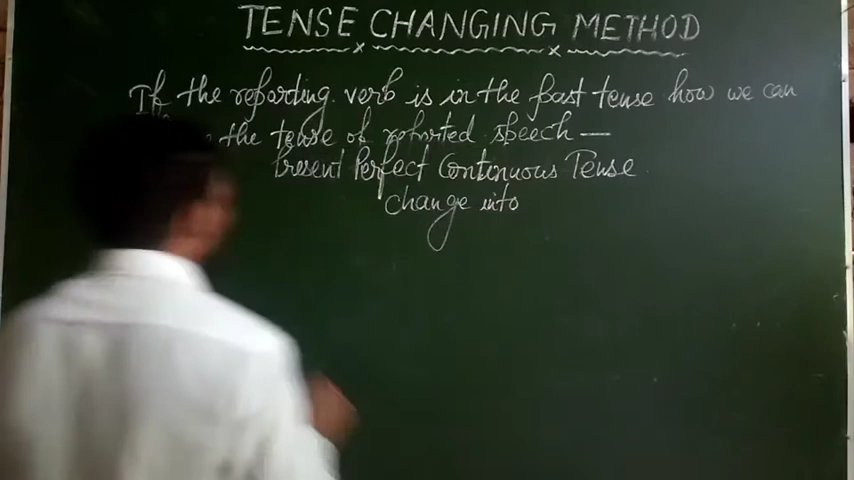 TENSE CHANGING METHOD
If the reporting verb is in the past tense how we can
the tense of reported speech —
Present Perfect Continuous Tense
Change into